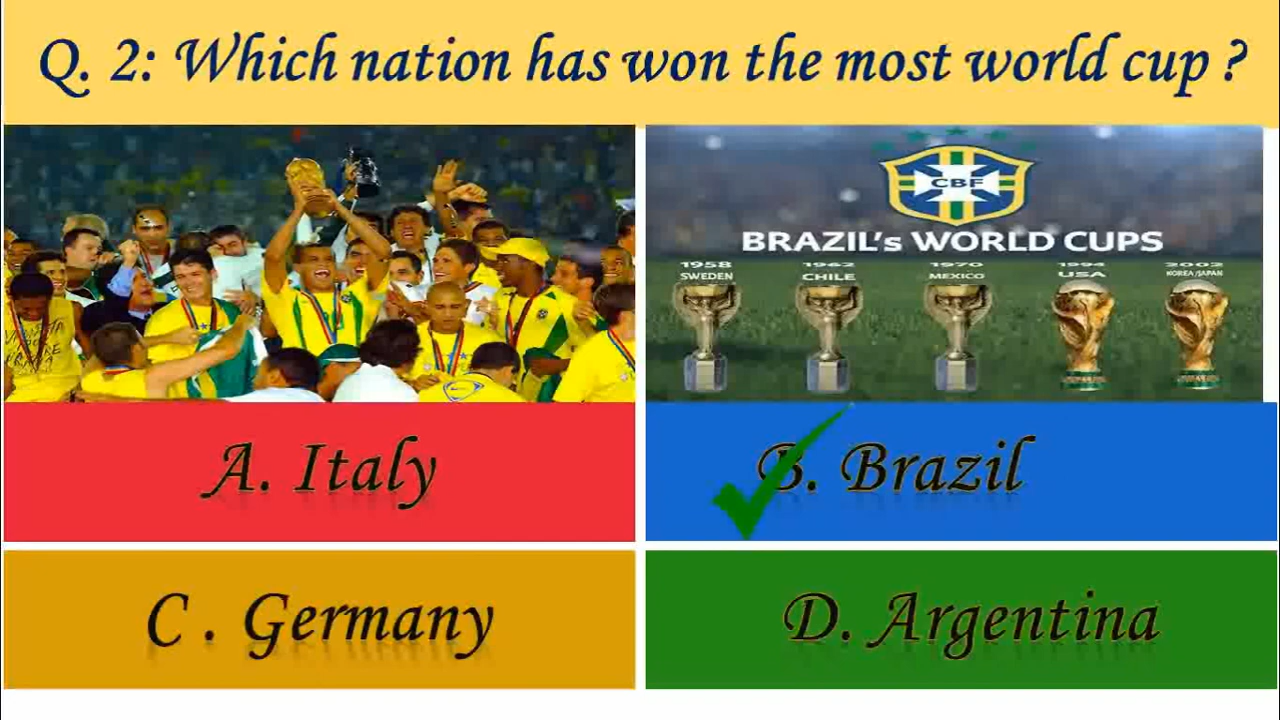 Q. 2: Which nation has won the most world cup ?
CBF
BRAZIL's WORLD CUPS
1958 1962 1970 1994 2002
SWEDEN CHILE MEXICO USA KOREA/JAPAN
A. Italy
B. Brazil
C . Germany
D. Argentina